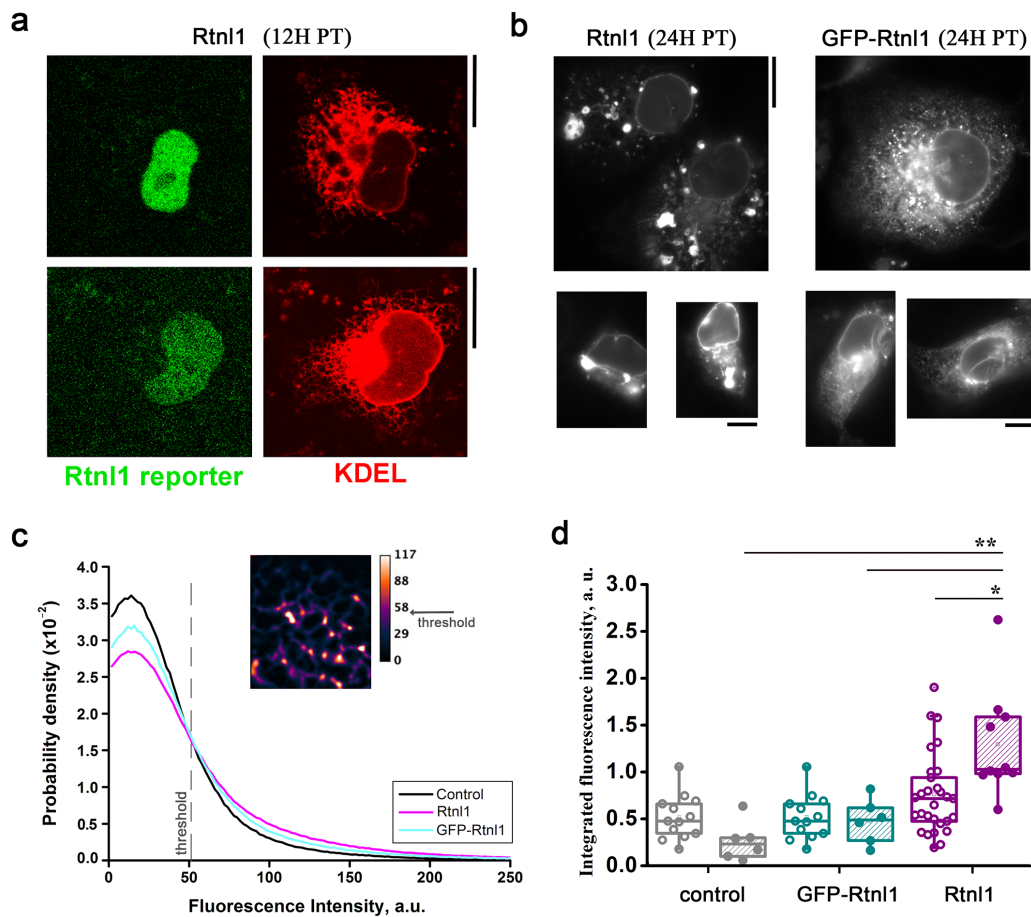 a
Rtnl1 (12H PT)
Rtnl1 reporter
KDEL
b
Rtnl1 (24H PT)
GFP-Rtnl1 (24H PT)
c
Probability density (x10⁻²)
4.0
3.5
3.0
2.5
2.0
1.5
1.0
0.5
0.0
0
50
100
150
200
250
Fluorescence Intensity, a.u.
threshold
117
88
58
29
0
threshold
Control
Rtnl1
GFP-Rtnl1
d
Integrated fluorescence intensity, a. u.
3.0
2.5
2.0
1.5
1.0
0.5
0.0
**
*
control
GFP-Rtnl1
Rtnl1